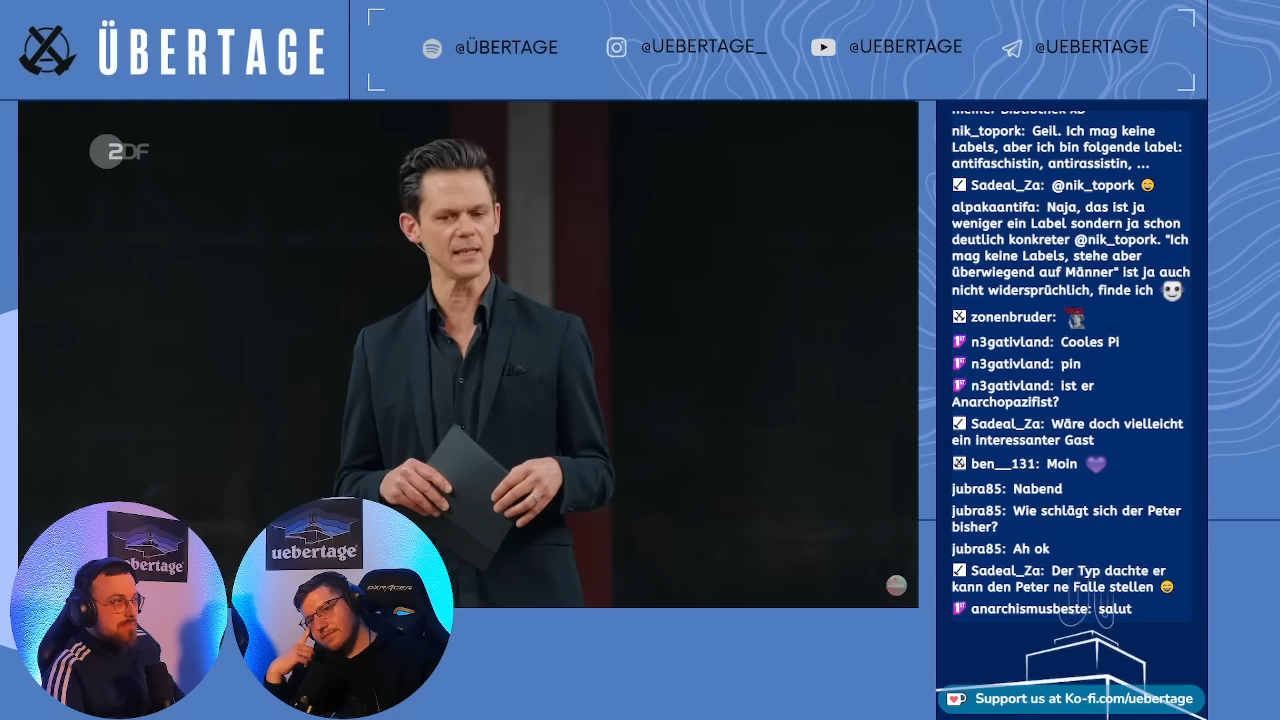 ÜBERTAGE
@ÜBERTAGE
@UEBERTAGE_
@UEBERTAGE
@UEBERTAGE
2DF
meiner Bibliothek xD
nik_topork: Geil. Ich mag keine
Labels, aber ich bin folgende label:
antifaschistin, antirassistin, ...
Sadeal_Za: @nik_topork
alpakaantifa: Naja, das ist ja
weniger ein Label sondern ja schon
deutlich konkreter @nik_topork. "Ich
mag keine Labels, stehe aber
überwiegend auf Männer" ist ja auch
nicht widersprüchlich, finde ich
zonenbruder:
n3gativland: Cooles Pi
n3gativland: pin
n3gativland: ist er
Anarchopazifist?
Sadeal_Za: Wäre doch vielleicht
ein interessanter Gast
ben__131: Moin
jubra85: Nabend
jubra85: Wie schlägt sich der Peter
bisher?
jubra85: Ah ok
Sadeal_Za: Der Typ dachte er
kann den Peter ne Falle stellen
anarchismusbeste: salut
uebertage
uebertage
DXRACER
Support us at Ko-fi.com/uebertage